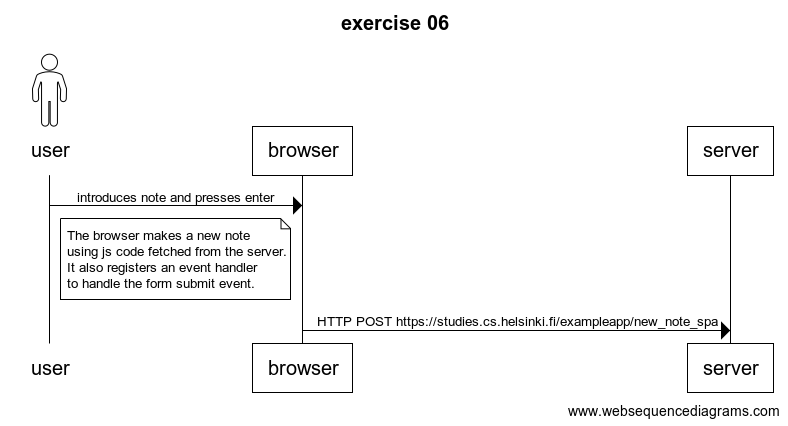 exercise 06
user
browser
server
introduces note and presses enter
The browser makes a new note
using js code fetched from the server.
It also registers an event handler
to handle the form submit event.
HTTP POST https://studies.cs.helsinki.fi/exampleapp/new_note_spa
user
browser
server
www.websequencediagrams.com